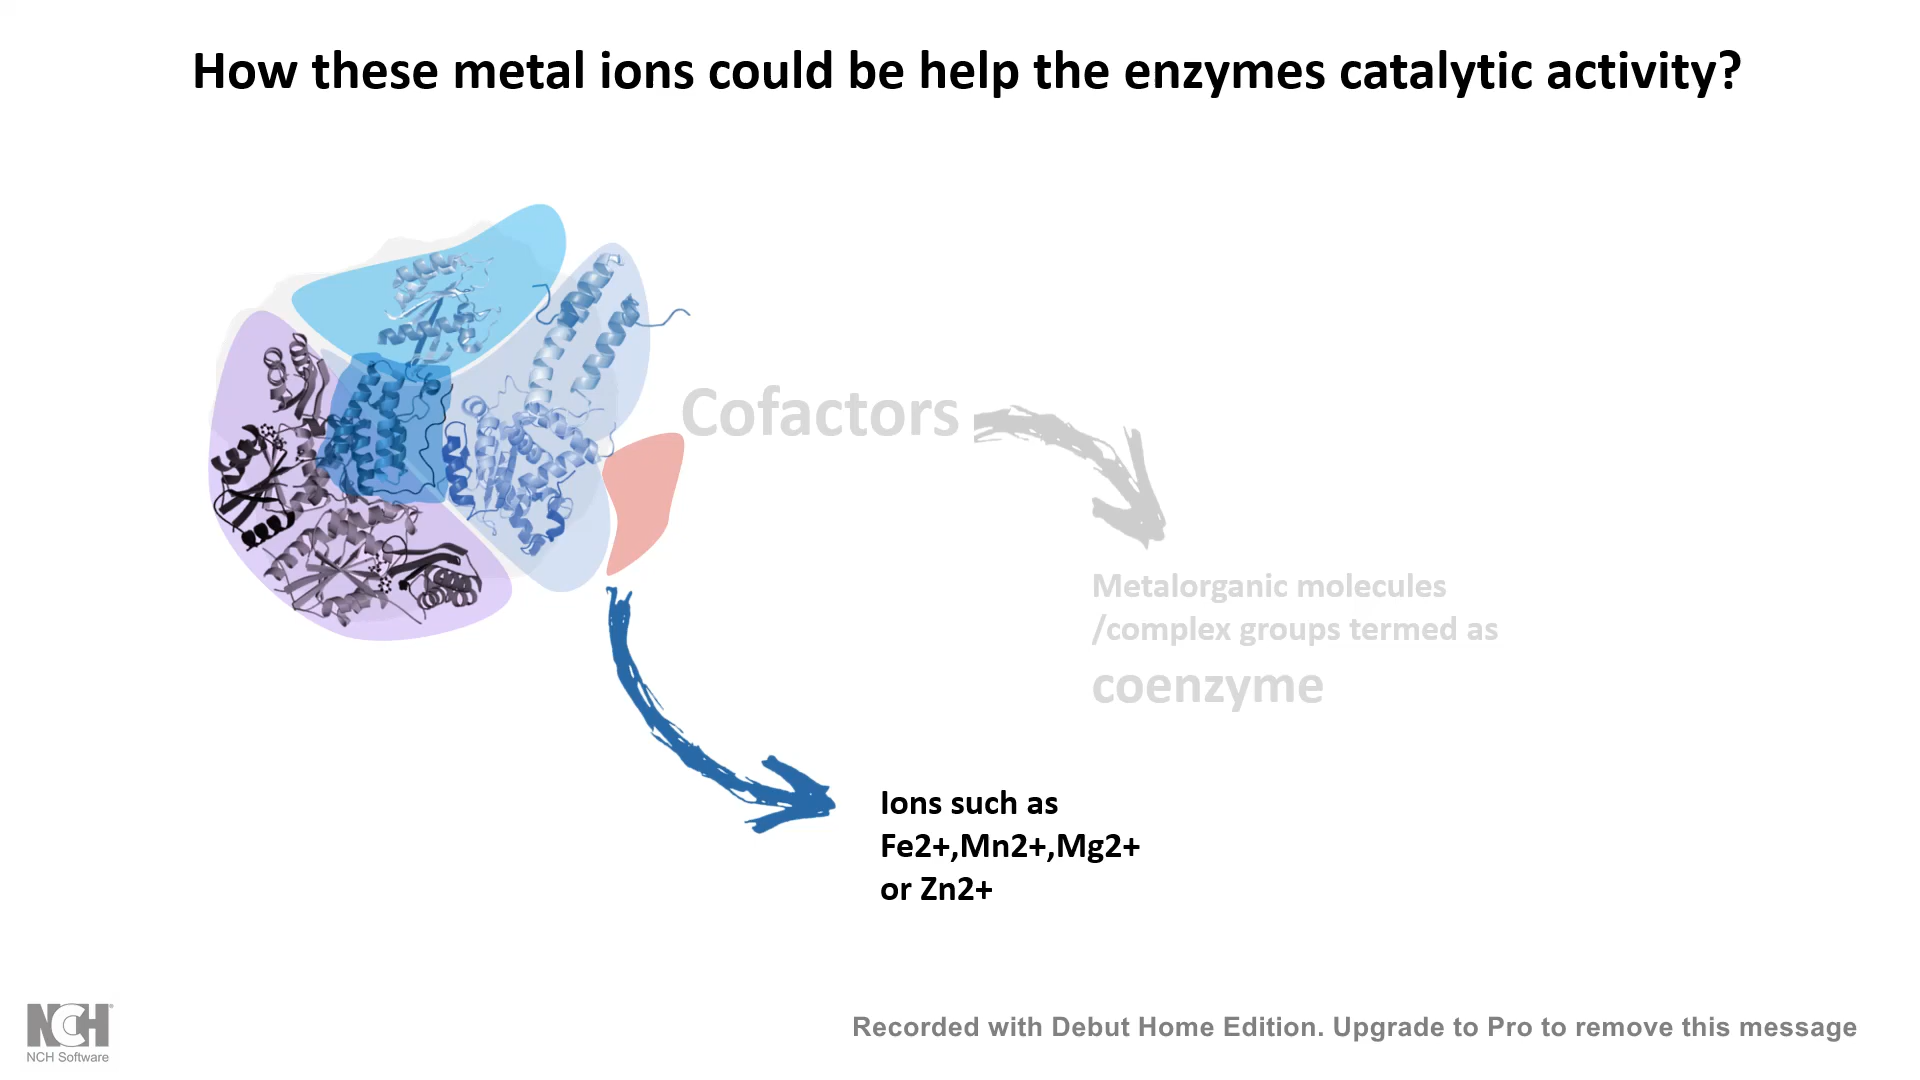 How these metal ions could be help the enzymes catalytic activity?
Cofactors
Metalorganic molecules
/complex groups termed as
coenzyme
Ions such as
Fe2+,Mn2+,Mg2+
or Zn2+
NCH
NCH Software
Recorded with Debut Home Edition. Upgrade to Pro to remove this message